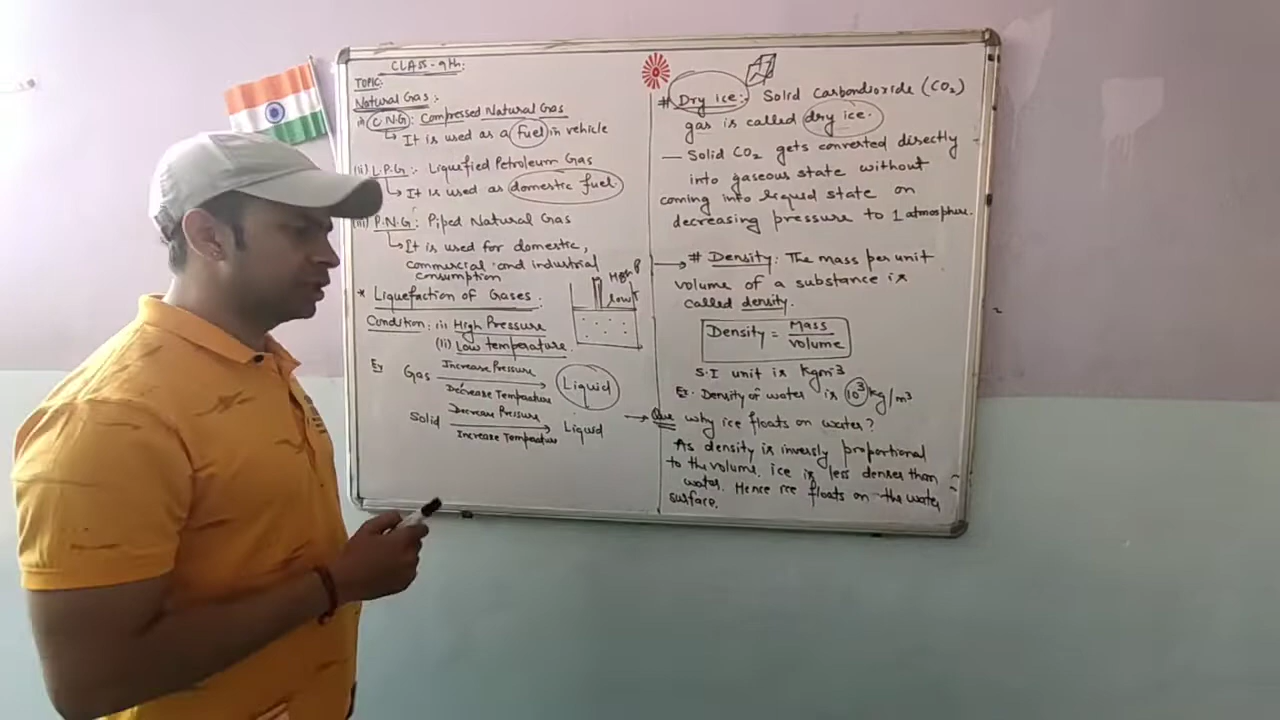 CLASS-9th:
TOPIC:
Natural Gas:
(i) C.N.G: Compressed Natural Gas
It is used as a fuel in vehicle
(ii) L.P.G:- Liquefied Petroleum Gas
It is used as domestic fuel.
(iii) P.N.G: Piped Natural Gas
It is used for domestic,
commercial and industrial
consumption
* Liquefaction of Gases.
High P
low T
Condition: (i) High Pressure
(ii) Low temperature.
Ex Gas Increase Pressure Liquid
Decrease Temperature
Solid Decrease Pressure Liquid
Increase Temperature
# Dry ice:- Solid Carbondioxide (CO2)
gas is called dry ice.
— Solid CO2 gets converted directly
into gaseous state without
coming into liquid state on
decreasing pressure to 1 atmosphere.
# Density: The mass per unit
volume of a substance is
called density.
Density = Mass/volume
S.I unit is Kgm-3
Ex. Density of water is 10^3 kg/m3
Que why ice floats on water?
As density is inversly proportional
to the volume. ice is less denser than
water. Hence ice floats on the water
surface.